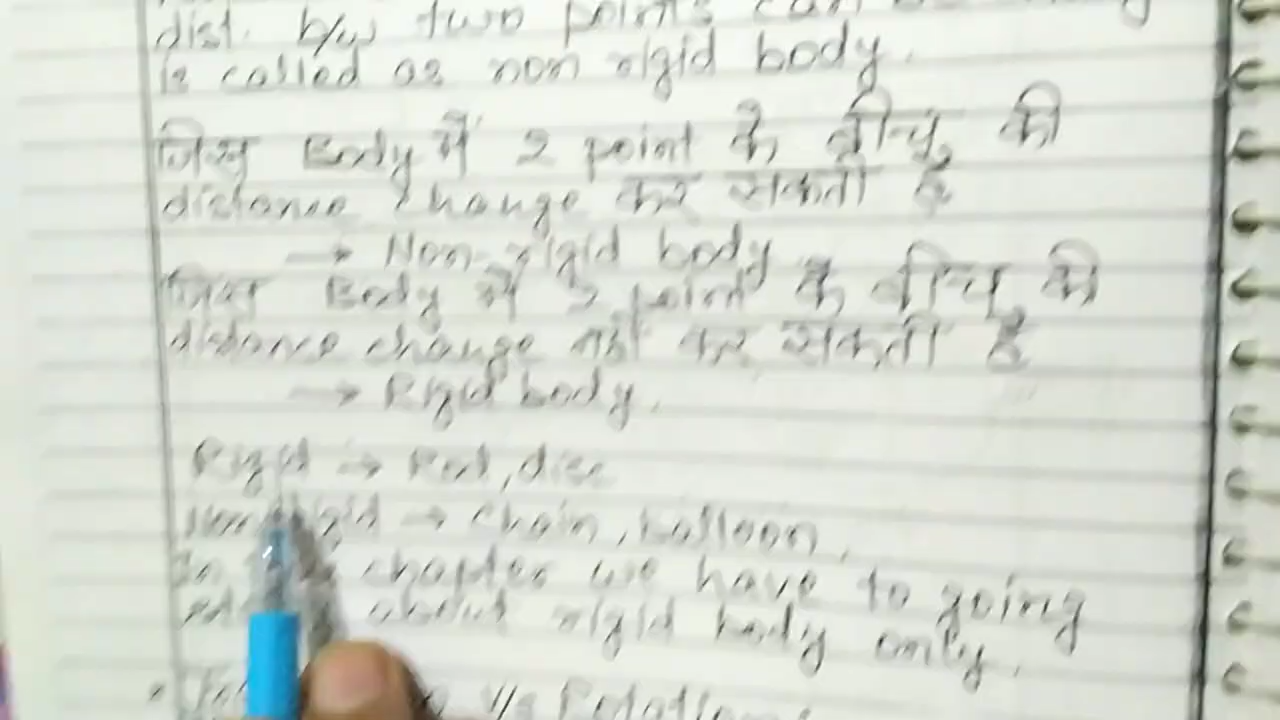 dist. b/w two points can
is called as non rigid body.
जिस Body में 2 point के बीच की
distance change कर सकती है
→ Non-rigid body
जिस Body में 2 point के बीच की
distance change नहीं कर सकती है
→ Rigid body.
Rigid → Rod, disc
Non rigid → Chain, balloon.
In chapter we have to going
about rigid body only.
v/s Rotation: